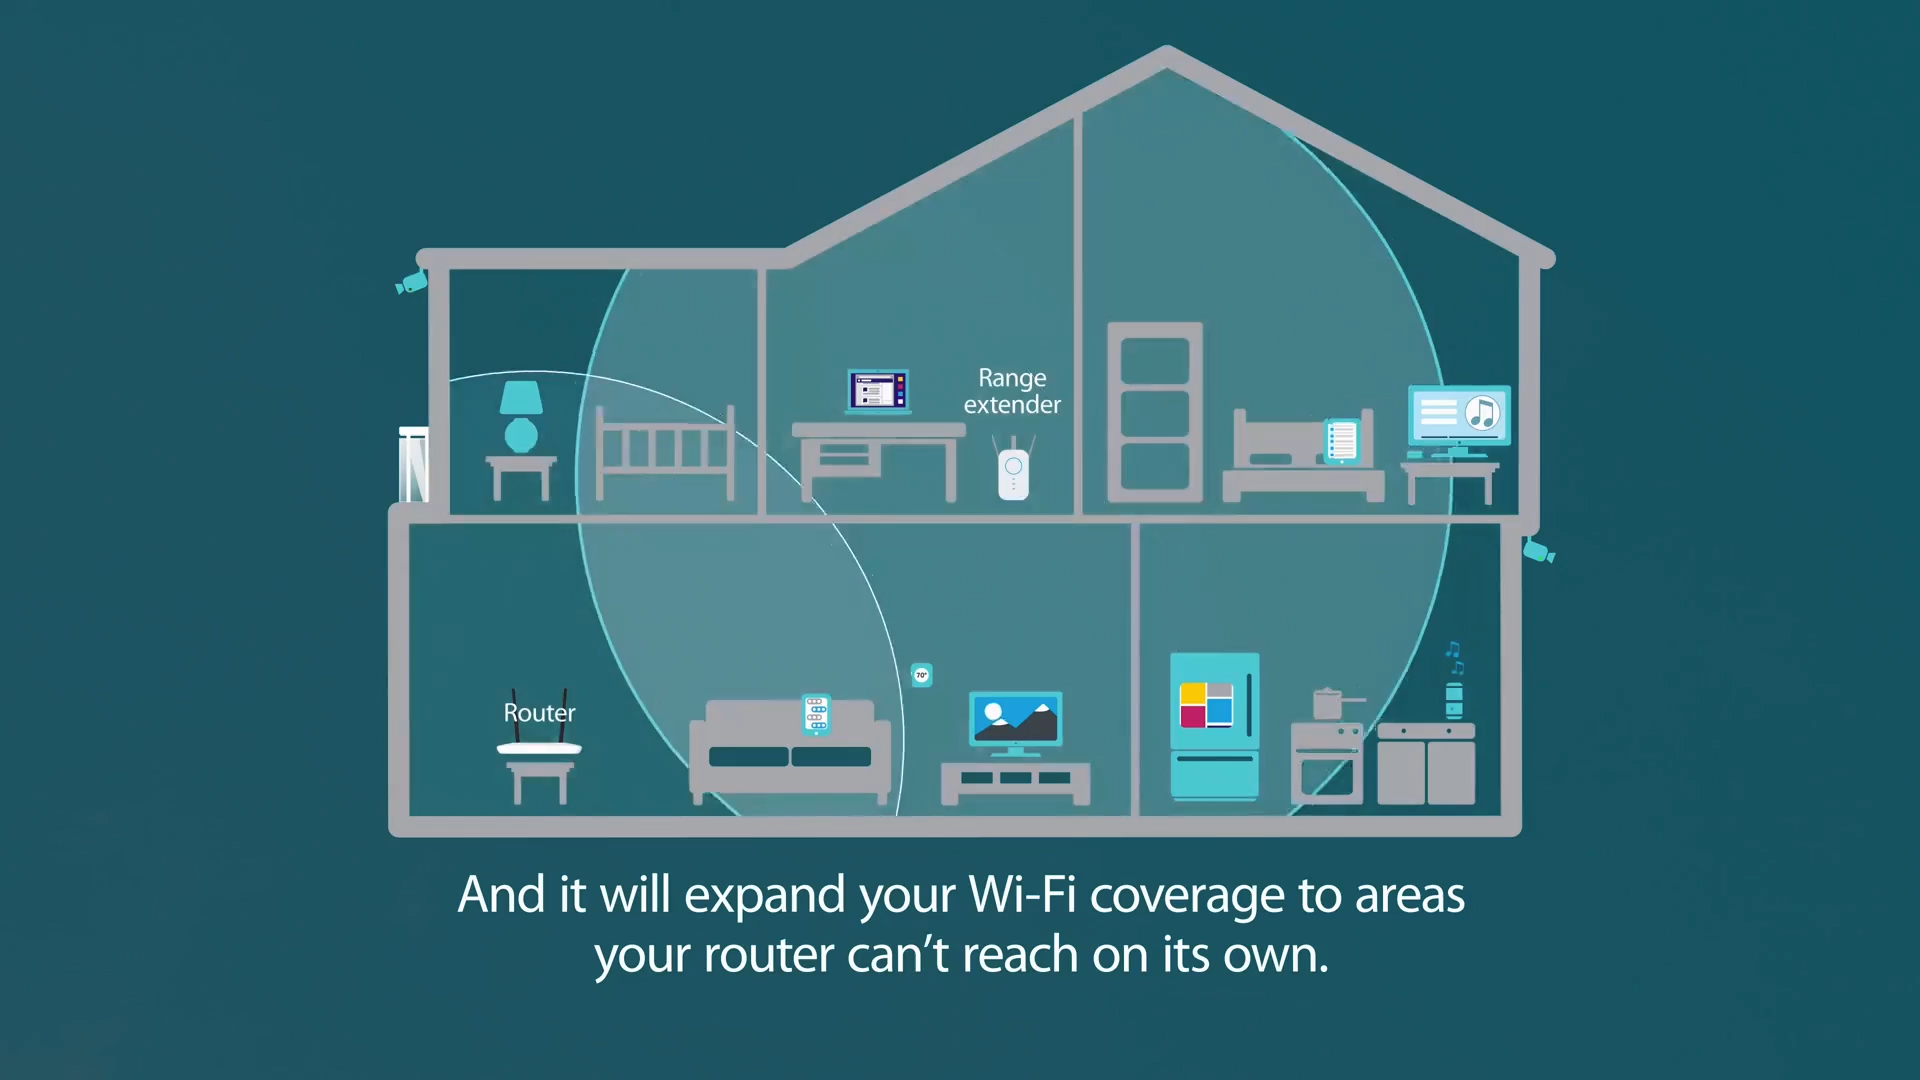 Range
extender
70°
Router
And it will expand your Wi-Fi coverage to areas
your router can’t reach on its own.